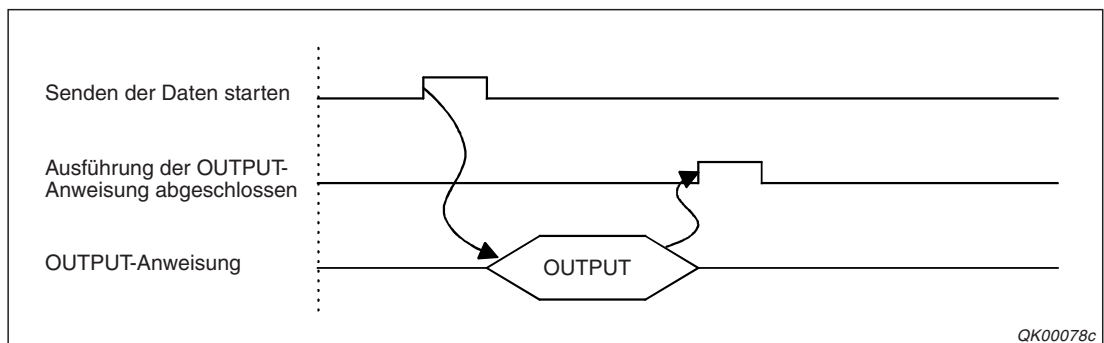 Senden der Daten starten
Ausführung der OUTPUT-
Anweisung abgeschlossen
OUTPUT-Anweisung
OUTPUT
QK00078c